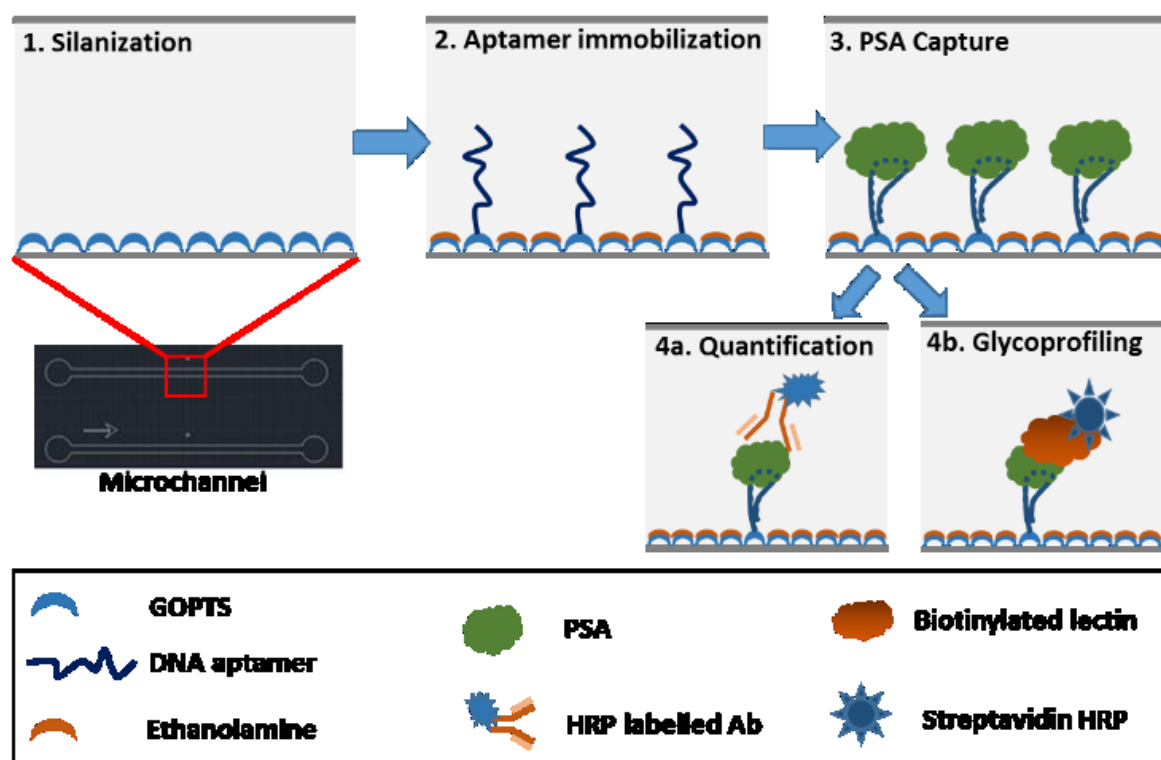 1. Silanization
2. Aptamer immobilization
3. PSA Capture
4a. Quantification
4b. Glycoprofiling
Microchannel
GOPTS
PSA
Biotinylated lectin
DNA aptamer
Ethanolamine
HRP labelled Ab
Streptavidin HRP